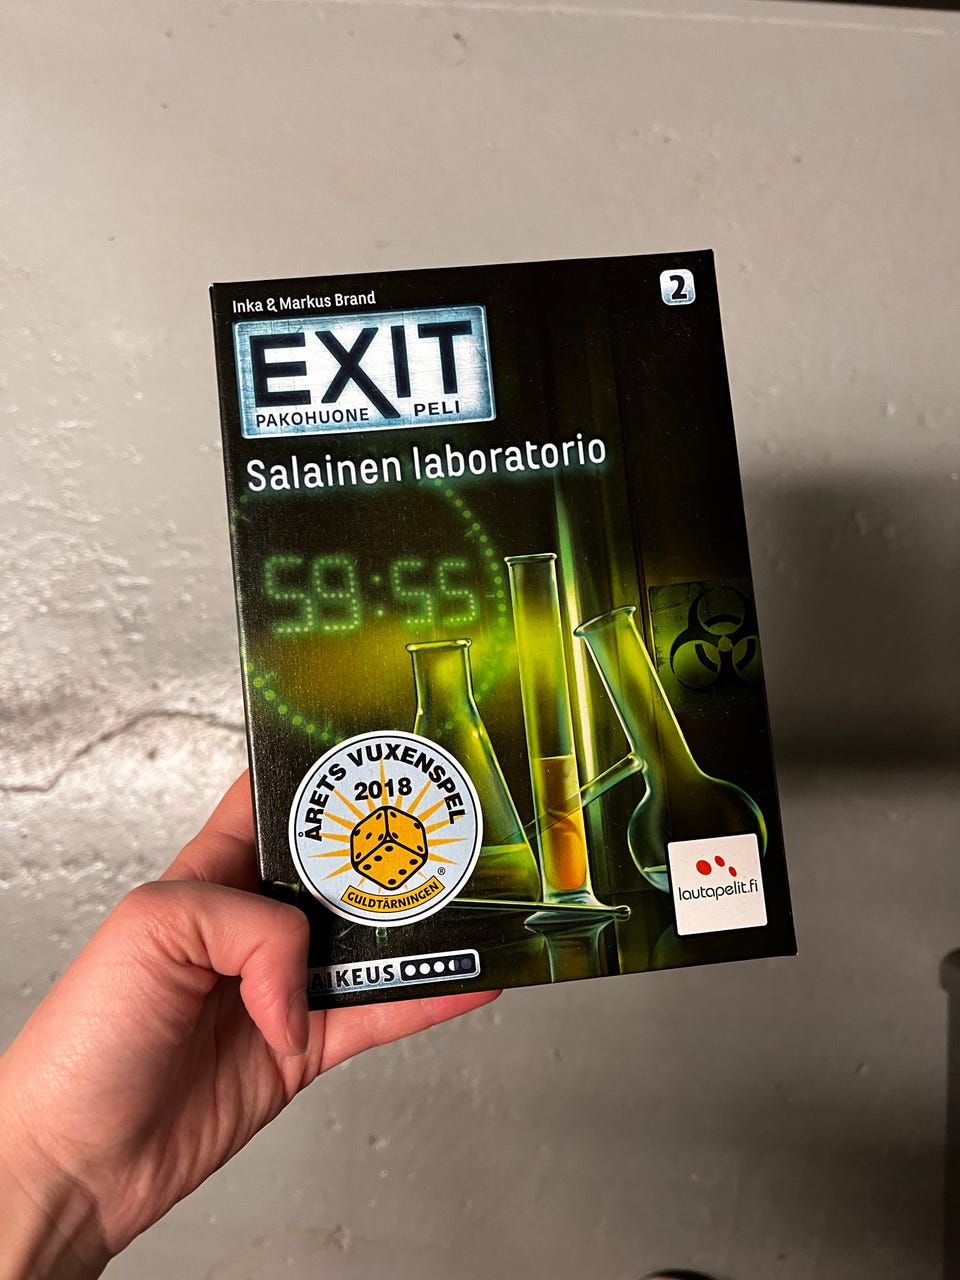 Inka & Markus Brand
2
EXIT
PAKOHUONE PELI
Salainen laboratorio
59:55
ÅRETS VUXENSPEL
2018
GULDTÄRNINGEN
®
lautapelit.fi
AIKEUS